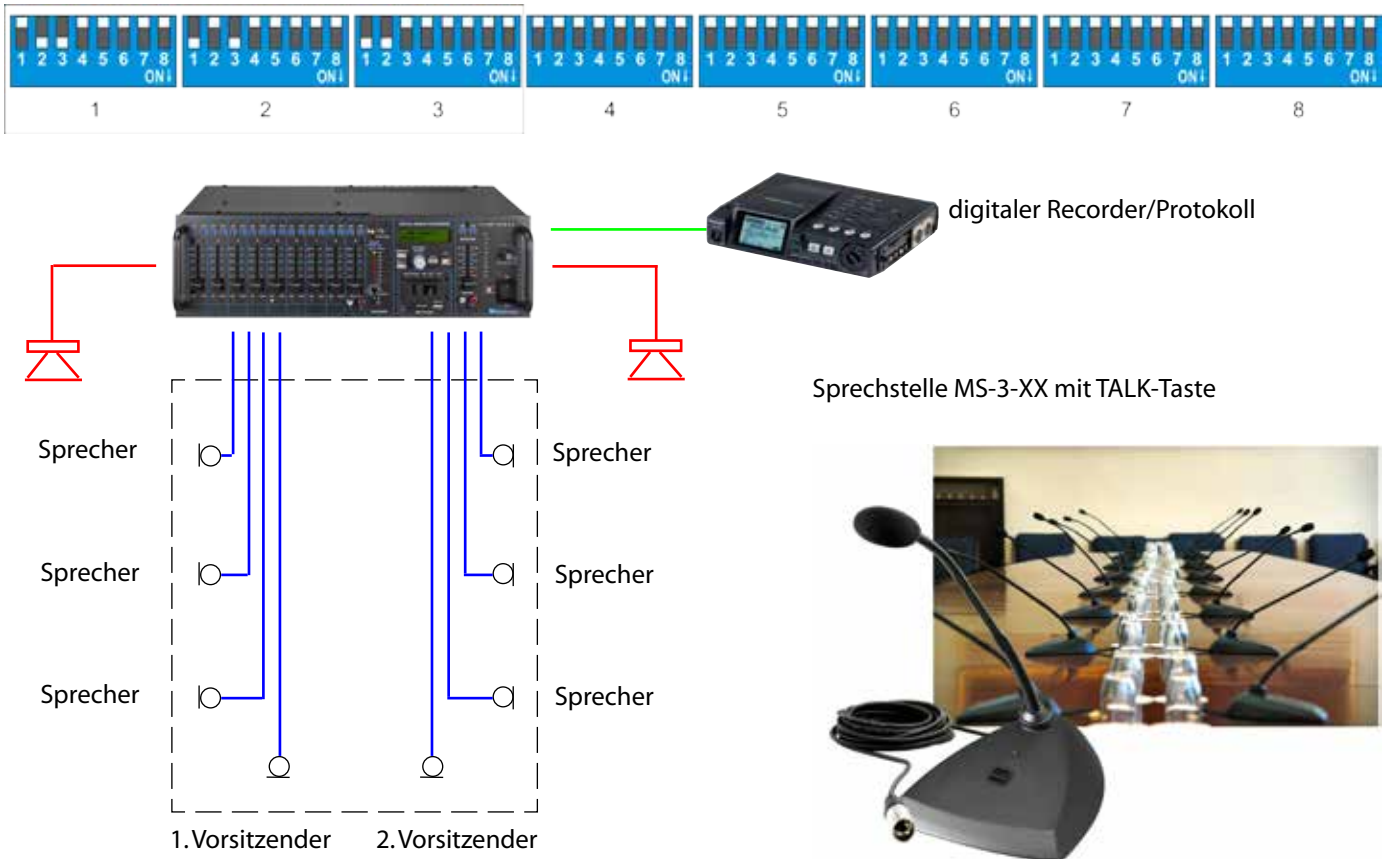 1 2 3 4 5 6 7 8 1 2 3 4 5 6 7 8 1 2 3 4 5 6 7 8 1 2 3 4 5 6 7 8 1 2 3 4 5 6 7 8 1 2 3 4 5 6 7 8 1 2 3 4 5 6 7 8 1 2 3 4 5 6 7 8
ON↓ ON↓ ON↓ ON↓ ON↓ ON↓ ON↓ ON↓
1 2 3 4 5 6 7 8
digitaler Recorder/Protokoll
Sprechstelle MS-3-XX mit TALK-Taste
Sprecher Sprecher
Sprecher Sprecher
Sprecher Sprecher
1. Vorsitzender 2. Vorsitzender